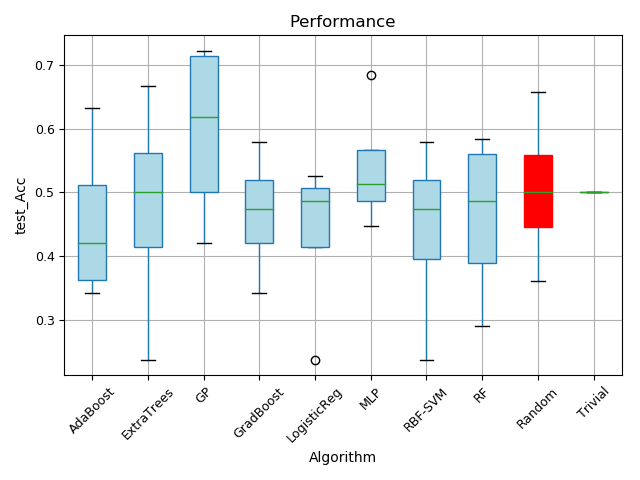 Performance
test_Acc
0.7
0.6
0.5
0.4
0.3
AdaBoost
ExtraTrees
GP
GradBoost
LogisticReg
MLP
RBF-SVM
RF
Random
Trivial
Algorithm